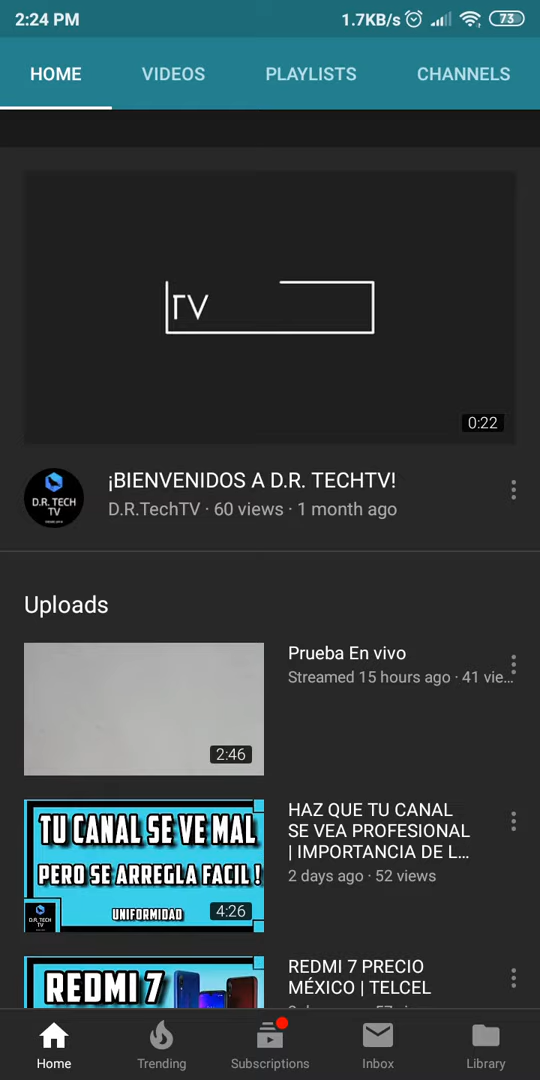 2:24 PM
1.7KB/s
73
HOME
VIDEOS
PLAYLISTS
CHANNELS
TV
0:22
D.R. TECH
TV
¡BIENVENIDOS A D.R. TECHTV!
D.R.TechTV · 60 views · 1 month ago
Uploads
2:46
Prueba En vivo
Streamed 15 hours ago · 41 vie...
TU CANAL SE VE MAL
PERO SE ARREGLA FACIL !
UNIFORMIDAD
4:26
D.R. TECH
TV
HAZ QUE TU CANAL
SE VEA PROFESIONAL
| IMPORTANCIA DE L...
2 days ago · 52 views
REDMI 7
REDMI 7 PRECIO
MÉXICO | TELCEL
Home
Trending
Subscriptions
Inbox
Library